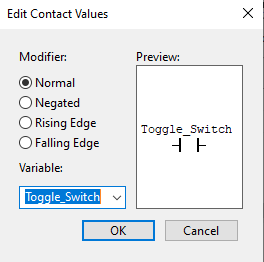 Edit Contact Values
Modifier:
Normal
Negated
Rising Edge
Falling Edge
Variable:
Toggle_Switch
Preview:
Toggle_Switch
OK
Cancel